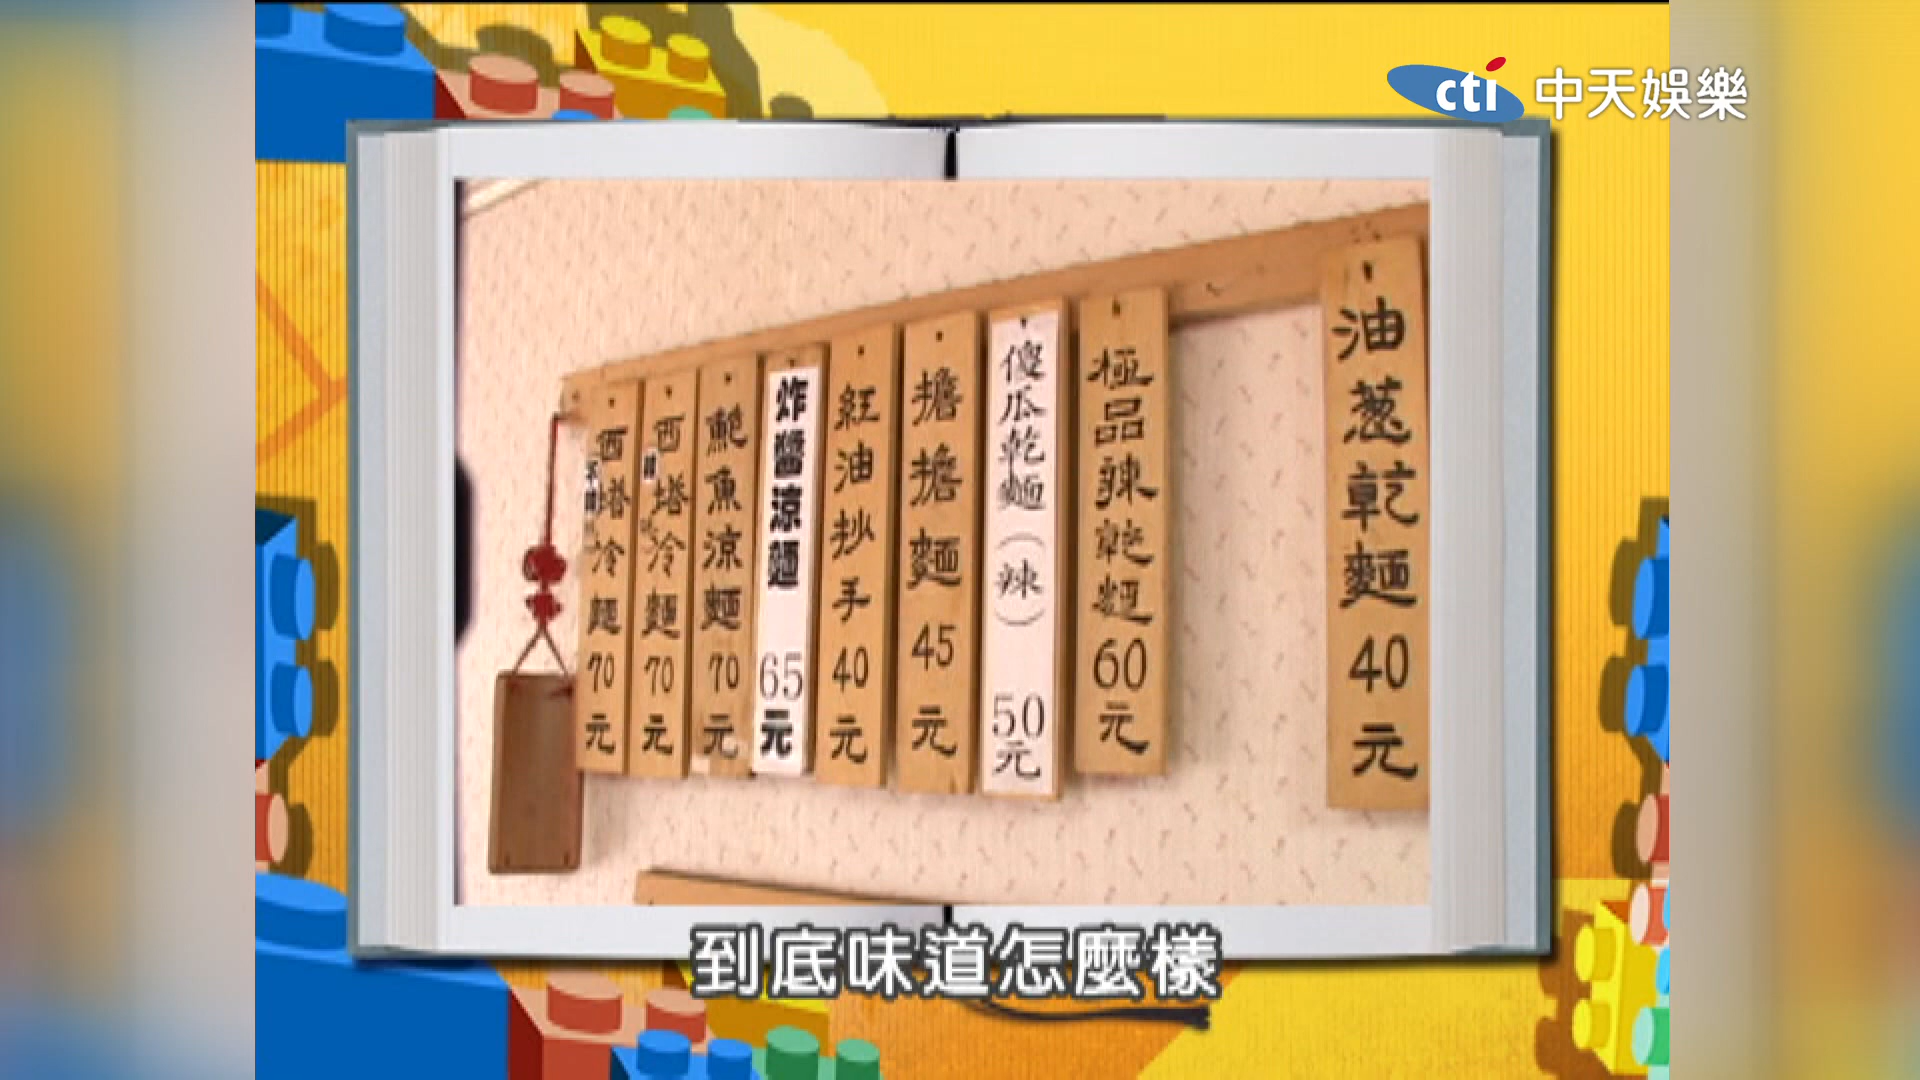 cti 中天娛樂
油葱乾麵40元
極品辣乾麵60元
傻瓜乾麵(辣) 50元
擔擔麵45元
紅油抄手40元
炸醬涼麵 65元
鮑魚涼麵70元
西塔冷麵70元
西塔冷麵70元
到底味道怎麼樣